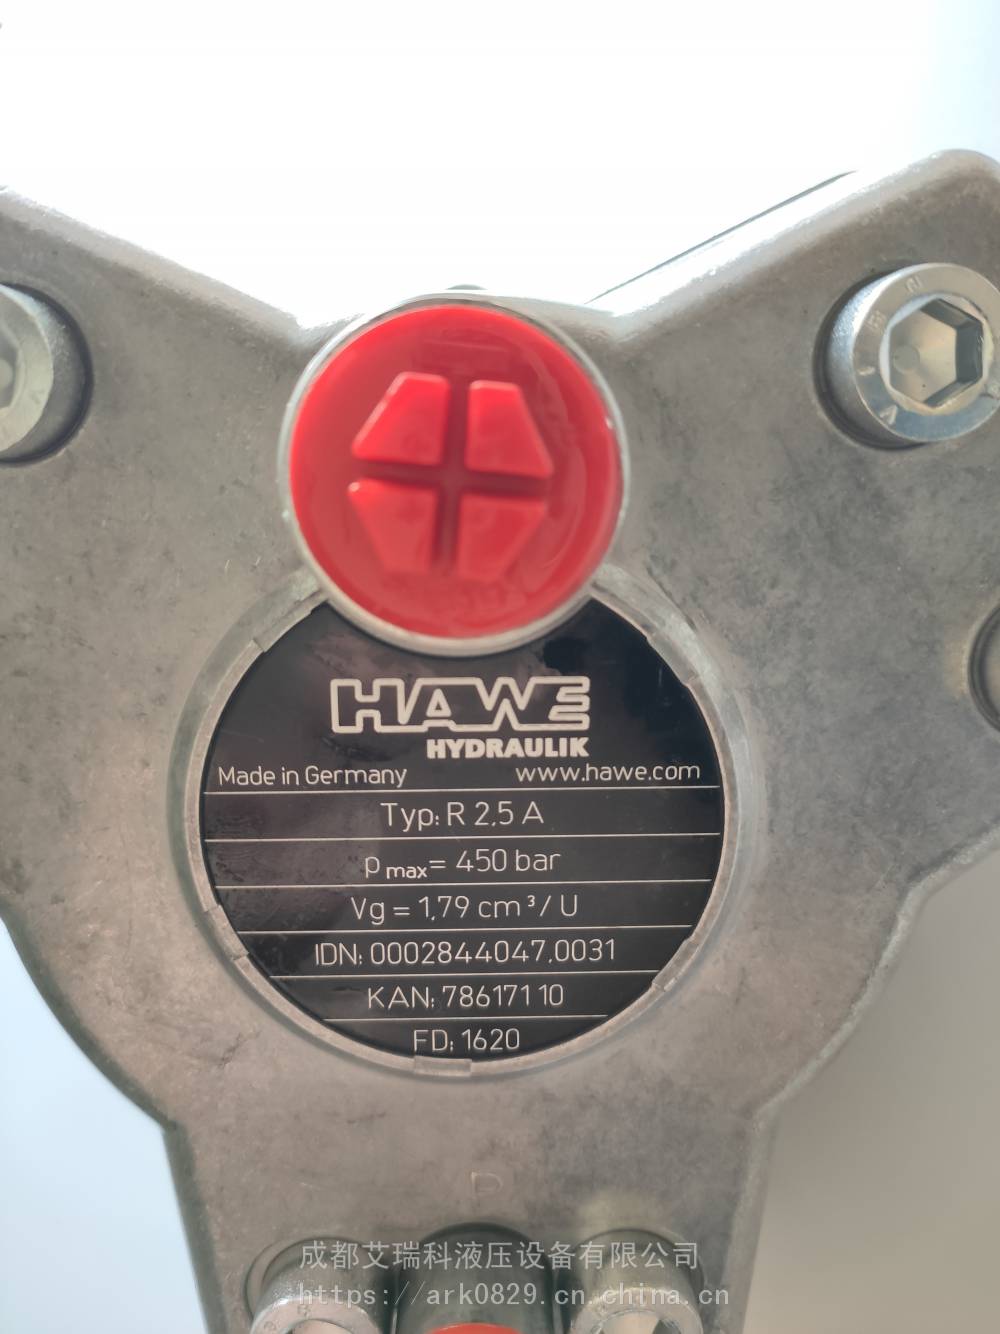 HAWE
HYDRAULIK
Made in Germany www.hawe.com
Typ: R 2,5 A
p max = 450 bar
Vg = 1,79 cm³/U
IDN: 0002844047.0031
KAN: 78617110
FD: 1620
P
成都艾瑞科液压设备有限公司
https://ark0829.cn.china.cn